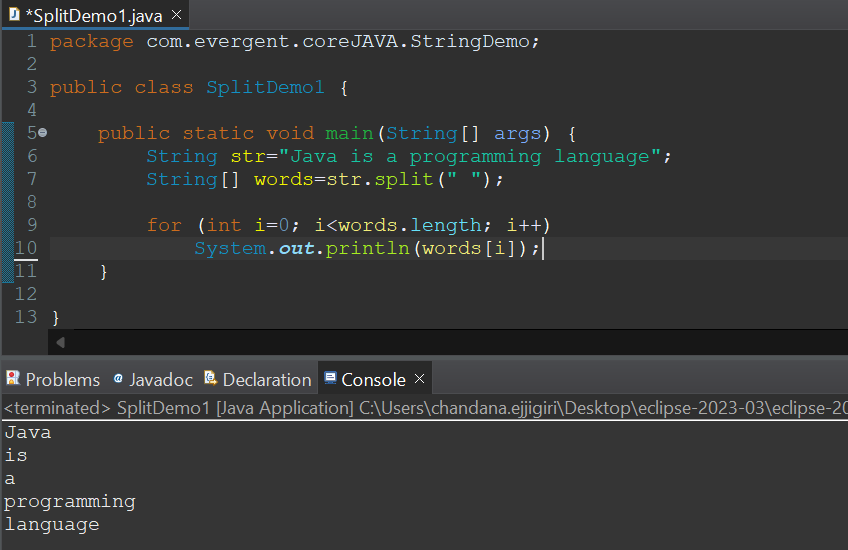 *SplitDemo1.java ×
1 package com.evergent.coreJAVA.StringDemo;
2
3 public class SplitDemo1 {
4
5 public static void main(String[] args) {
6 String str="Java is a programming language";
7 String[] words=str.split(" ");
8
9 for (int i=0; i<words.length; i++)
10 System.out.println(words[i]);
11 }
12
13 }
Problems @ Javadoc Declaration Console ×
<terminated> SplitDemo1 [Java Application] C:\Users\chandana.ejjigiri\Desktop\eclipse-2023-03\eclipse-20
Java
is
a
programming
language